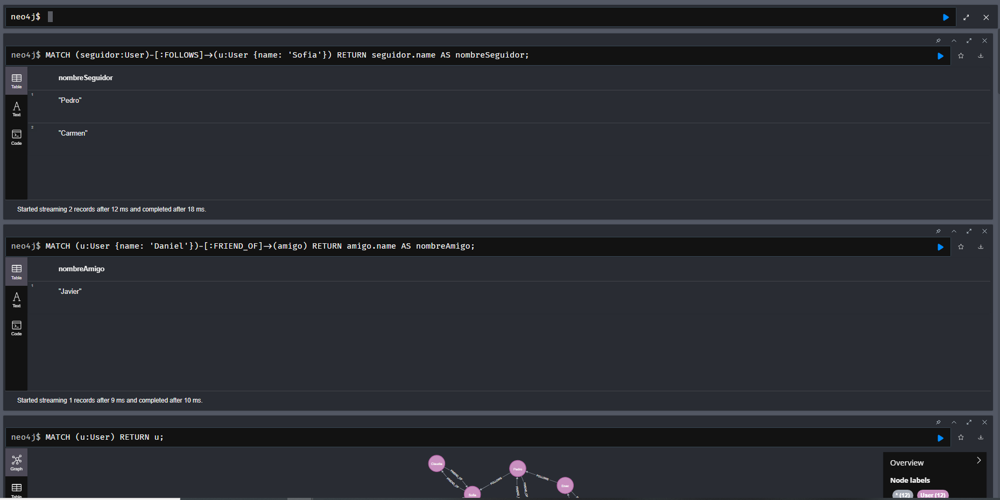 neo4j$
neo4j$ MATCH (seguidor:User)-[:FOLLOWS]->(u:User {name: 'Sofia'}) RETURN seguidor.name AS nombreSeguidor;
Table
Text
Code
nombreSeguidor
1
"Pedro"
2
"Carmen"
Started streaming 2 records after 12 ms and completed after 18 ms.
neo4j$ MATCH (u:User {name: 'Daniel'})-[:FRIEND_OF]->(amigo) RETURN amigo.name AS nombreAmigo;
Table
Text
Code
nombreAmigo
1
"Javier"
Started streaming 1 records after 9 ms and completed after 10 ms.
neo4j$ MATCH (u:User) RETURN u;
Graph
Table
Claudia
FRIEND_OF
FRIEND_OF
Sofia
FOLLOWS
Pedro
FOLLOWS
FRIEND_OF
Overview
Node labels
* (12)
User (12)